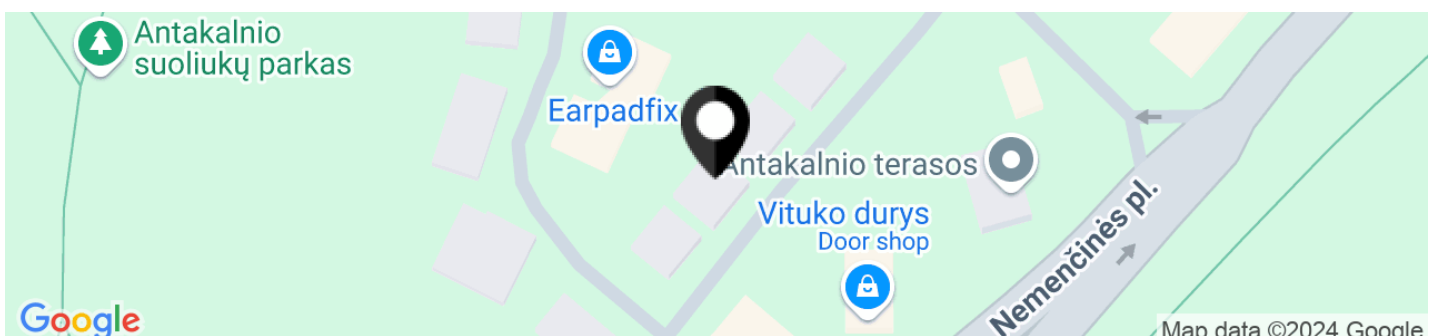 Antakalnio
suoliukų parkas
Earpadfix
Antakalnio terasos
Vituko durys
Door shop
Nemenčinės pl.
Google
Map data ©2024 Google